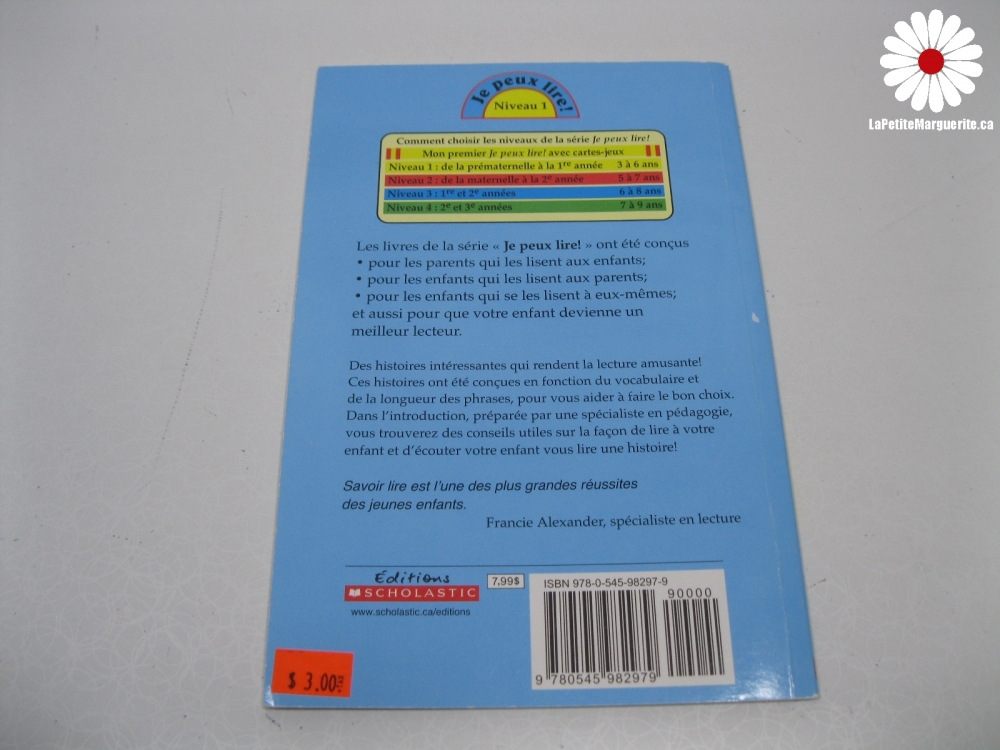 LaPetiteMarguerite.ca
Je peux lire!
Niveau 1
Comment choisir les niveaux de la série Je peux lire!
Mon premier Je peux lire! avec cartes-jeux
Niveau 1 : de la prématernelle à la 1re année 3 à 6 ans
Niveau 2 : de la maternelle à la 2e année 5 à 7 ans
Niveau 3 : 1re et 2e années 6 à 8 ans
Niveau 4 : 2e et 3e années 7 à 9 ans
Les livres de la série « Je peux lire! » ont été conçus
• pour les parents qui les lisent aux enfants;
• pour les enfants qui les lisent aux parents;
• pour les enfants qui se les lisent à eux-mêmes;
et aussi pour que votre enfant devienne un
meilleur lecteur.
Des histoires intéressantes qui rendent la lecture amusante!
Ces histoires ont été conçues en fonction du vocabulaire et
de la longueur des phrases, pour vous aider à faire le bon choix.
Dans l'introduction, préparée par une spécialiste en pédagogie,
vous trouverez des conseils utiles sur la façon de lire à votre
enfant et d'écouter votre enfant vous lire une histoire!
Savoir lire est l'une des plus grandes réussites
des jeunes enfants.
Francie Alexander, spécialiste en lecture
Éditions
SCHOLASTIC
www.scholastic.ca/editions
7,99$
ISBN 978-0-545-98297-9
90000
9 780545 982979
$ 3.00